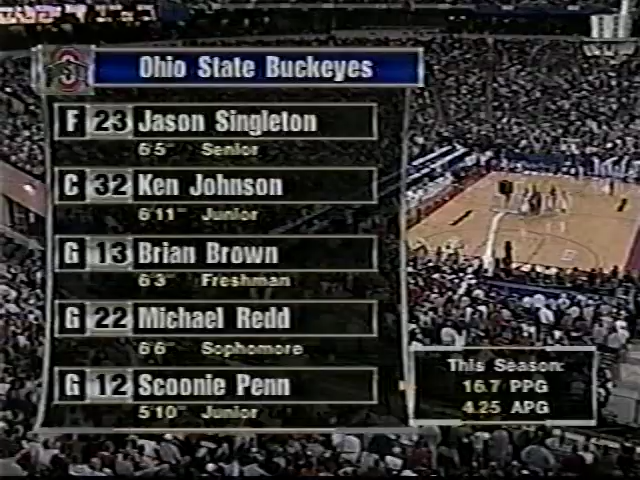 Ohio State Buckeyes
F 23 Jason Singleton
6'5" Senior
C 32 Ken Johnson
6'11" Junior
G 13 Brian Brown
6'3" Freshman
G 22 Michael Redd
6'6" Sophomore
G 12 Scoonie Penn
5'10" Junior
This Season:
16.7 PPG
4.25 APG